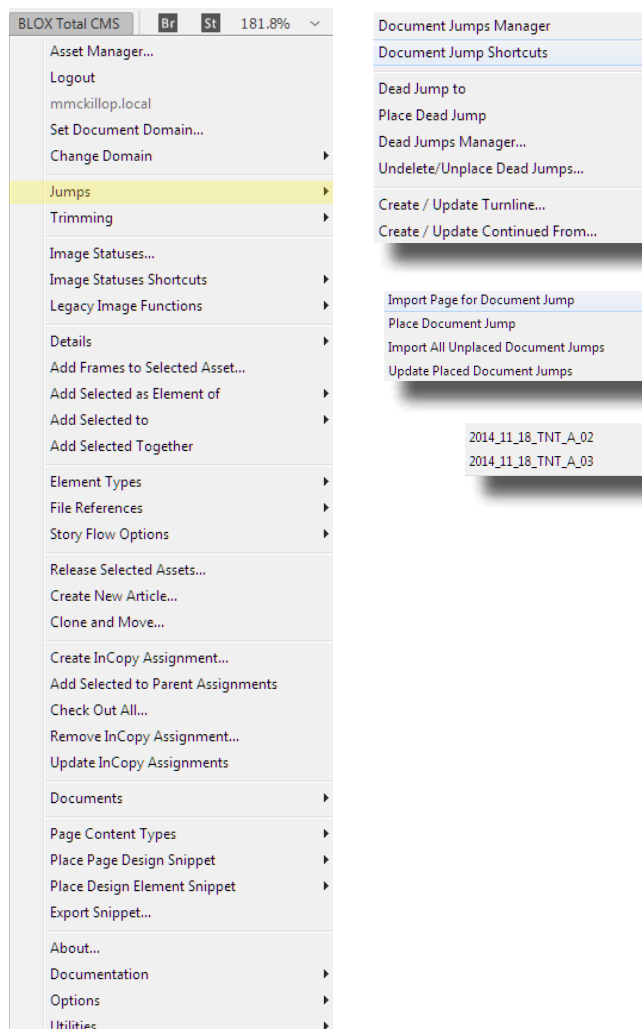 BLOX Total CMS Br St 181.8%
Asset Manager...
Logout
mmckillop.local
Set Document Domain...
Change Domain
Jumps
Trimming
Image Statuses...
Image Statuses Shortcuts
Legacy Image Functions
Details
Add Frames to Selected Asset...
Add Selected as Element of
Add Selected to
Add Selected Together
Element Types
File References
Story Flow Options
Release Selected Assets...
Create New Article...
Clone and Move...
Create InCopy Assignment...
Add Selected to Parent Assignments
Check Out All...
Remove InCopy Assignment...
Update InCopy Assignments
Documents
Page Content Types
Place Page Design Snippet
Place Design Element Snippet
Export Snippet...
About...
Documentation
Options
Utilities
Document Jumps Manager
Document Jump Shortcuts
Dead Jump to
Place Dead Jump
Dead Jumps Manager...
Undelete/Unplace Dead Jumps...
Create / Update Turnline...
Create / Update Continued From...
Import Page for Document Jump
Place Document Jump
Import All Unplaced Document Jumps
Update Placed Document Jumps
2014_11_18_TNT_A_02
2014_11_18_TNT_A_03